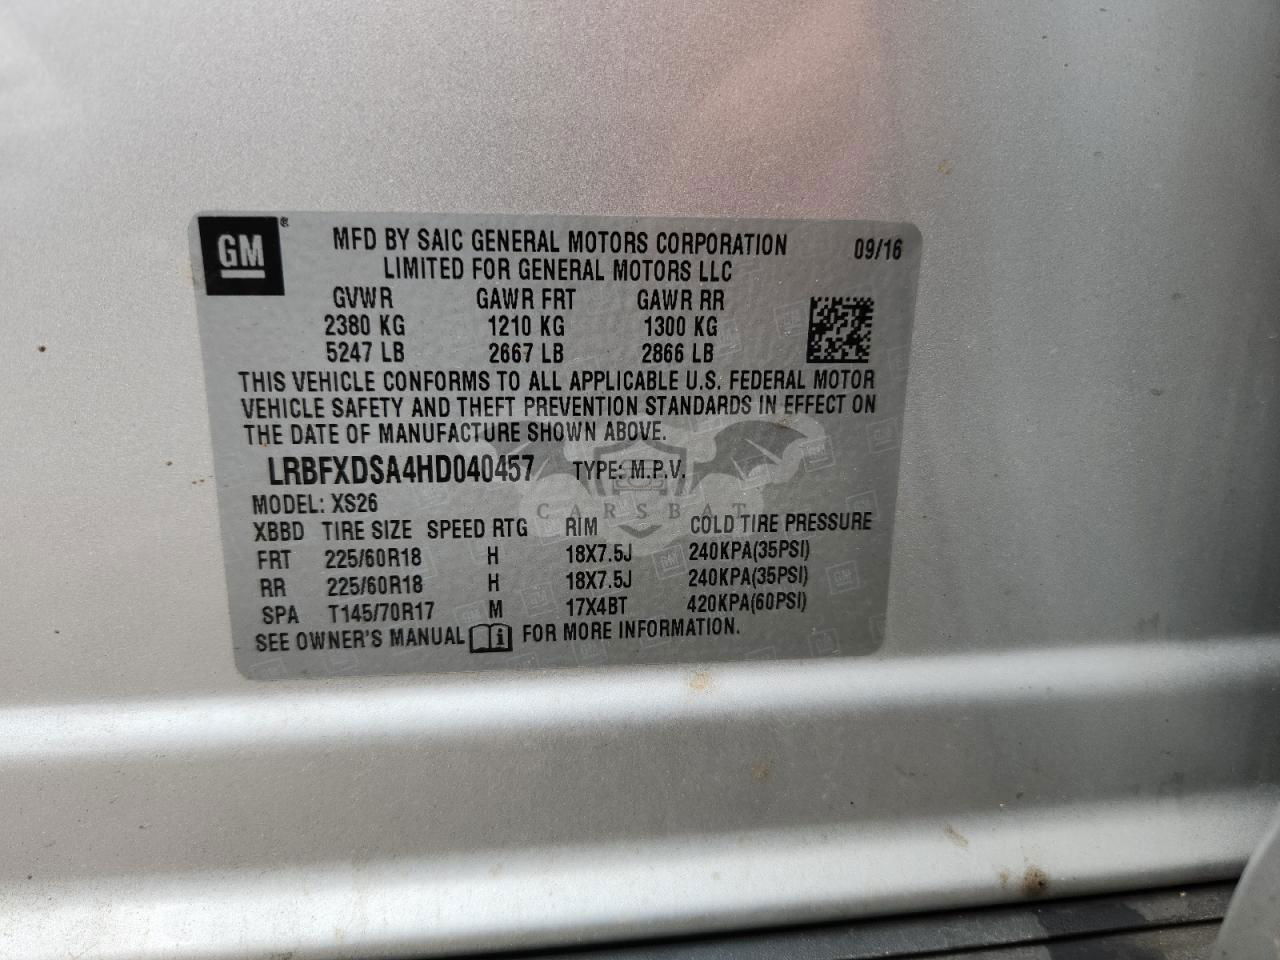 GM ®
MFD BY SAIC GENERAL MOTORS CORPORATION 09/16
LIMITED FOR GENERAL MOTORS LLC
GVWR GAWR FRT GAWR RR
2380 KG 1210 KG 1300 KG
5247 LB 2667 LB 2866 LB
THIS VEHICLE CONFORMS TO ALL APPLICABLE U.S. FEDERAL MOTOR
VEHICLE SAFETY AND THEFT PREVENTION STANDARDS IN EFFECT ON
THE DATE OF MANUFACTURE SHOWN ABOVE.
LRBFXDSA4HD040457 TYPE: M.P.V.
MODEL: XS26
CARSBAT
XBBD TIRE SIZE SPEED RTG RIM COLD TIRE PRESSURE
FRT 225/60R18 H 18X7.5J 240KPA(35PSI)
RR 225/60R18 H 18X7.5J 240KPA(35PSI)
SPA T145/70R17 M 17X4BT 420KPA(60PSI)
SEE OWNER'S MANUAL i FOR MORE INFORMATION.